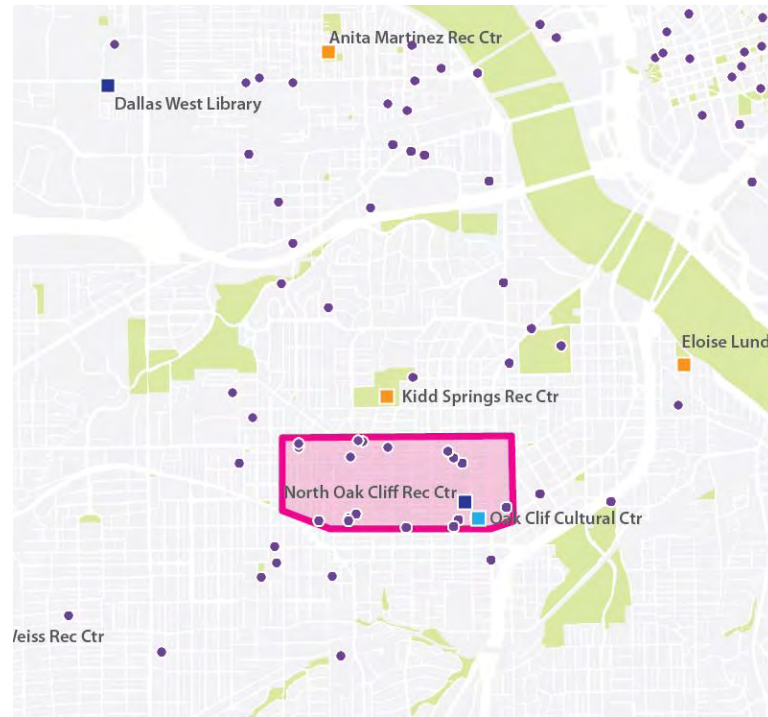 Anita Martinez Rec Ctr
Dallas West Library
Eloise Lund
Kidd Springs Rec Ctr
North Oak Cliff Rec Ctr
Oak Clif Cultural Ctr
Weiss Rec Ctr